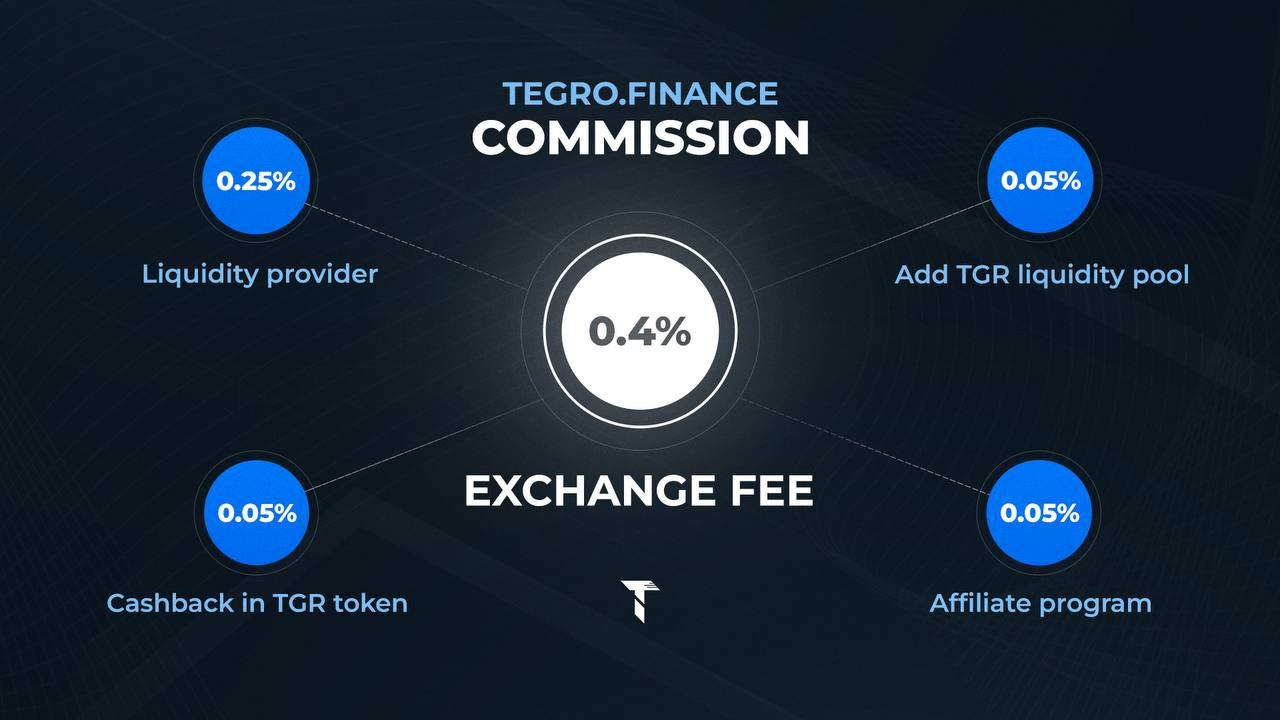 TEGRO.FINANCE
COMMISSION
0.25%
Liquidity provider
0.05%
Add TGR liquidity pool
0.4%
EXCHANGE FEE
0.05%
Cashback in TGR token
0.05%
Affiliate program